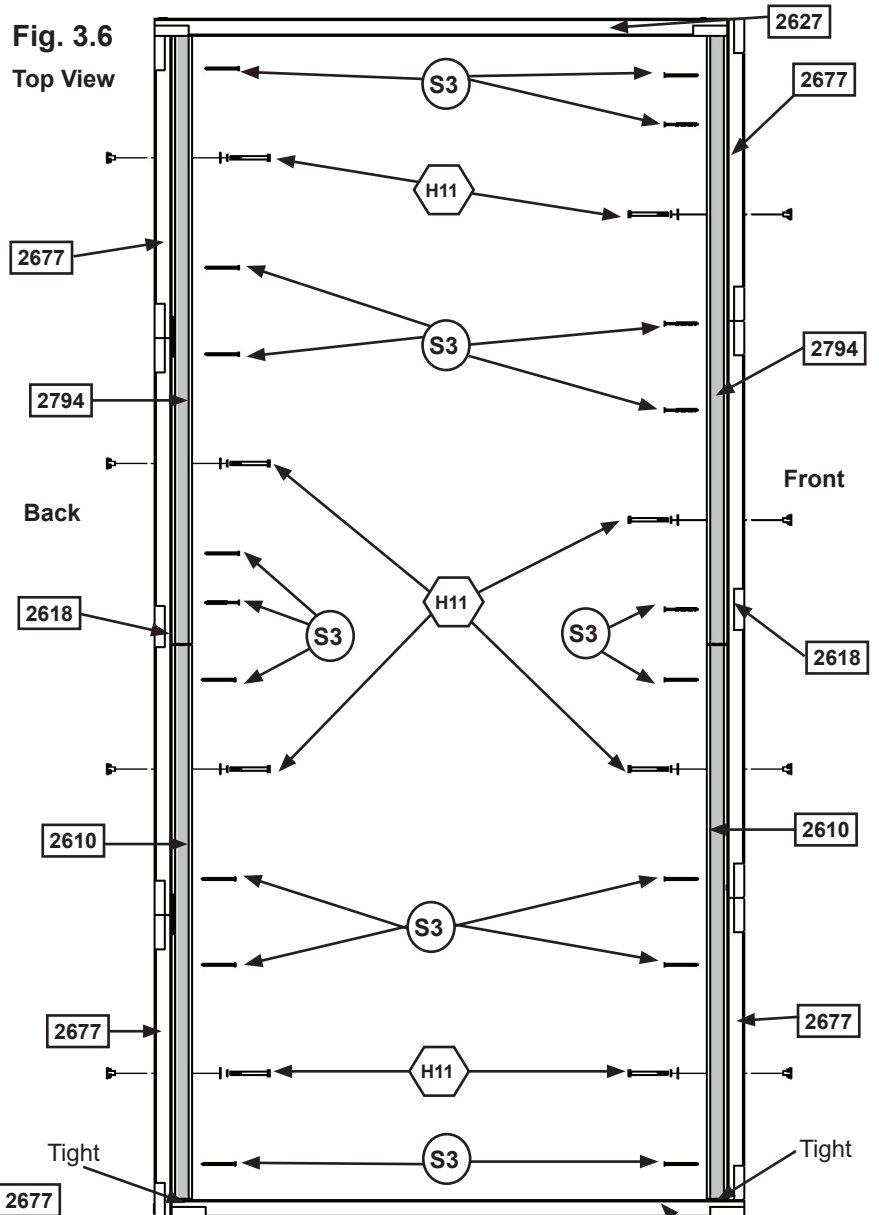 Fig. 3.6
Top View
2627
S3
2677
H11
2677
S3
2794
2794
Back
Front
H11
2618
S3
S3
2618
2610
2610
S3
2677
2677
H11
Tight
S3
Tight
2677